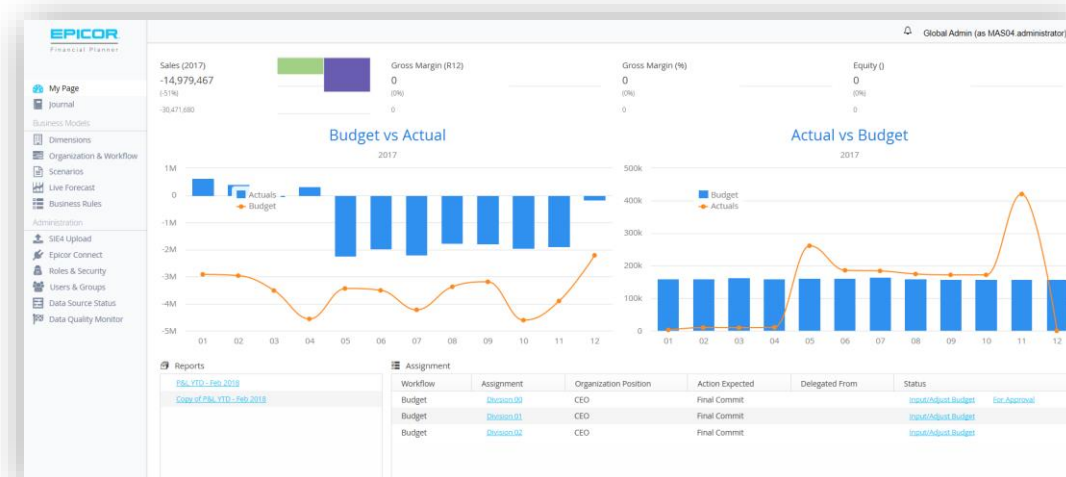 EPICOR
Financial Planner
Global Admin (as MAS04.administrator)
My Page
Journal
Business Models
Dimensions
Organization & Workflow
Scenarios
Live Forecast
Business Rules
Administration
SIE4 Upload
Epicor Connect
Roles & Security
Users & Groups
Data Source Status
Data Quality Monitor
Sales (2017)
-14,979,467
(-51%)
-30,471,680
Gross Margin (R12)
0
(0%)
0
Gross Margin (%)
0
(0%)
0
Equity ()
0
(0%)
0
Budget vs Actual
2017
Actuals
Budget
1M
0
-1M
-2M
-3M
-4M
-5M
01 02 03 04 05 06 07 08 09 10 11 12
Actual vs Budget
2017
Budget
Actuals
500k
400k
300k
200k
100k
0
01 02 03 04 05 06 07 08 09 10 11 12
Reports
P&L YTD - Feb 2018
Copy of P&L YTD - Feb 2018
Assignment
Workflow Assignment Organization Position Action Expected Delegated From Status
Budget Division 00 CEO Final Commit Input/Adjust Budget For Approval
Budget Division 01 CEO Final Commit Input/Adjust Budget
Budget Division 02 CEO Final Commit Input/Adjust Budget